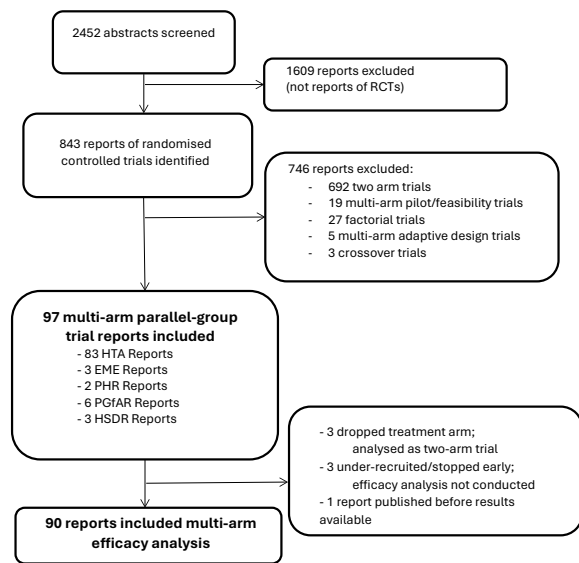 2452 abstracts screened
1609 reports excluded
(not reports of RCTs)
843 reports of randomised
controlled trials identified
746 reports excluded:
- 692 two arm trials
- 19 multi-arm pilot/feasibility trials
- 27 factorial trials
- 5 multi-arm adaptive design trials
- 3 crossover trials
97 multi-arm parallel-group
trial reports included
- 83 HTA Reports
- 3 EME Reports
- 2 PHR Reports
- 6 PGfAR Reports
- 3 HSDR Reports
- 3 dropped treatment arm;
analysed as two-arm trial
- 3 under-recruited/stopped early;
efficacy analysis not conducted
- 1 report published before results
available
90 reports included multi-arm
efficacy analysis